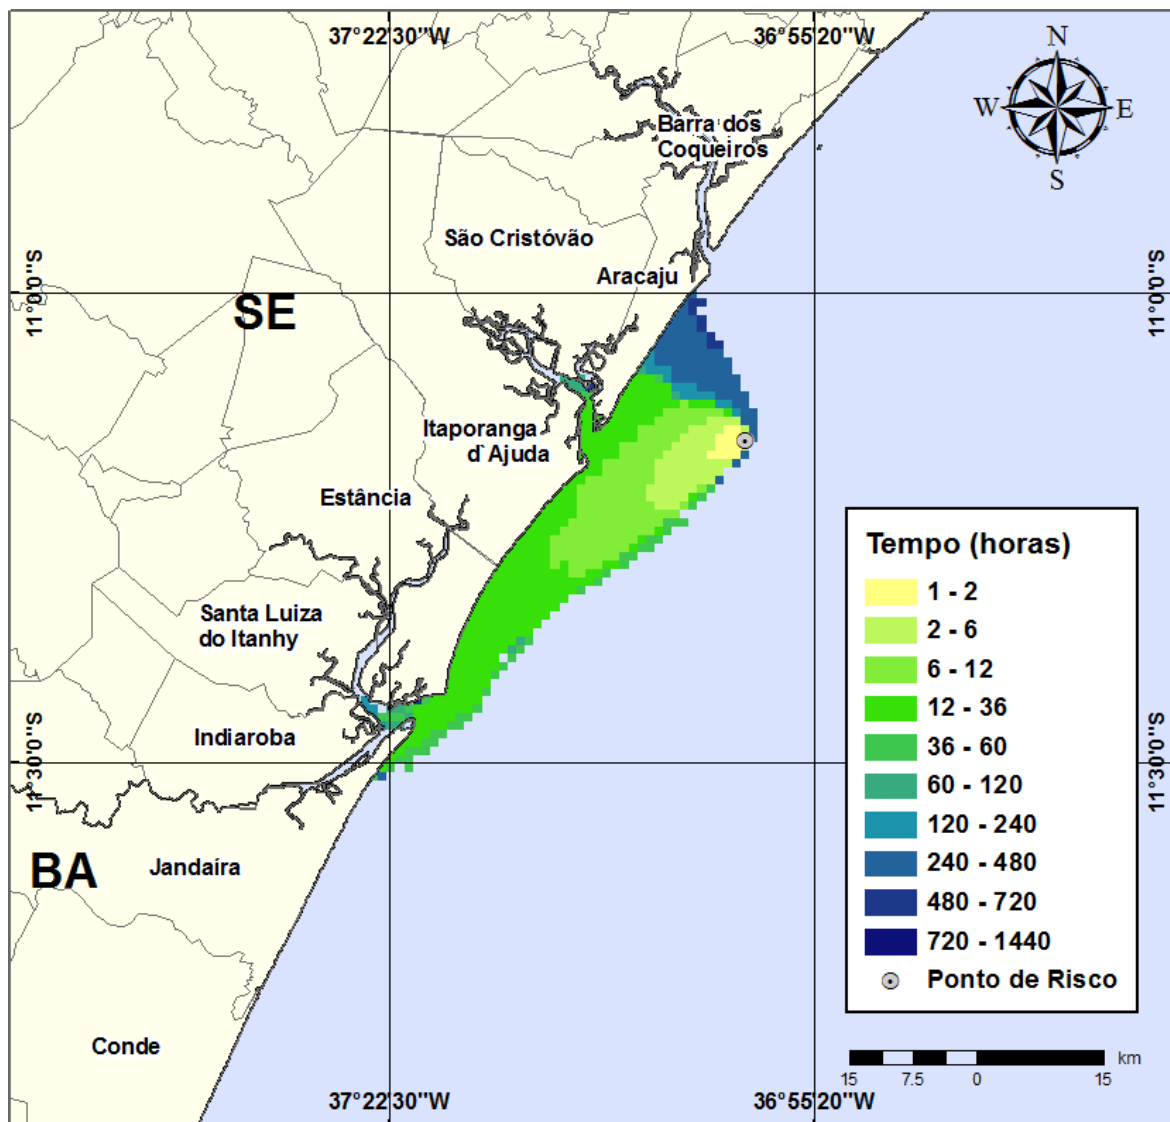 37°22'30"W
36°55'20"W
N
W
E
S
Barra dos
Coqueiros
São Cristóvão
Aracaju
11°0'0"S
11°0'0"S
SE
Itaporanga
d`Ajuda
Estância
Tempo (horas)
1 - 2
2 - 6
6 - 12
12 - 36
36 - 60
60 - 120
120 - 240
240 - 480
480 - 720
720 - 1440
Ponto de Risco
Santa Luiza
do Itanhy
Indiaroba
11°30'0"S
11°30'0"S
BA
Jandaíra
Conde
15
7.5
0
15
km
37°22'30"W
36°55'20"W